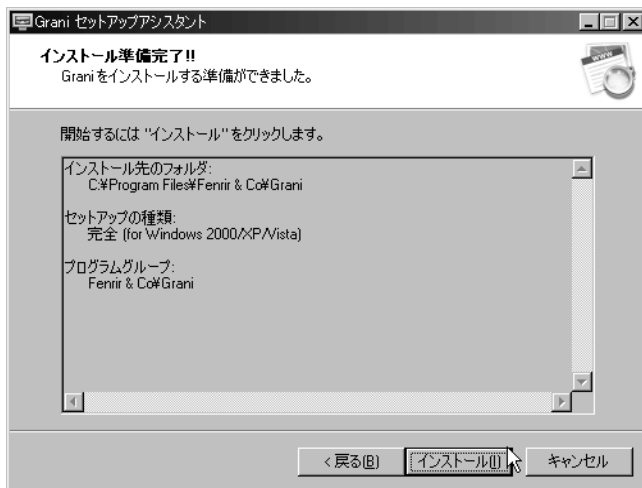 Grani セットアップアシスタント
インストール準備完了!!
Graniをインストールする準備ができました。
WWW
開始するには "インストール" をクリックします。
インストール先のフォルダ:
C:¥Program Files¥Fenrir & Co¥Grani
セットアップの種類:
完全 (for Windows 2000/XP/Vista)
プログラムグループ:
Fenrir & Co¥Grani
< 戻る(B)
インストール(I)
キャンセル